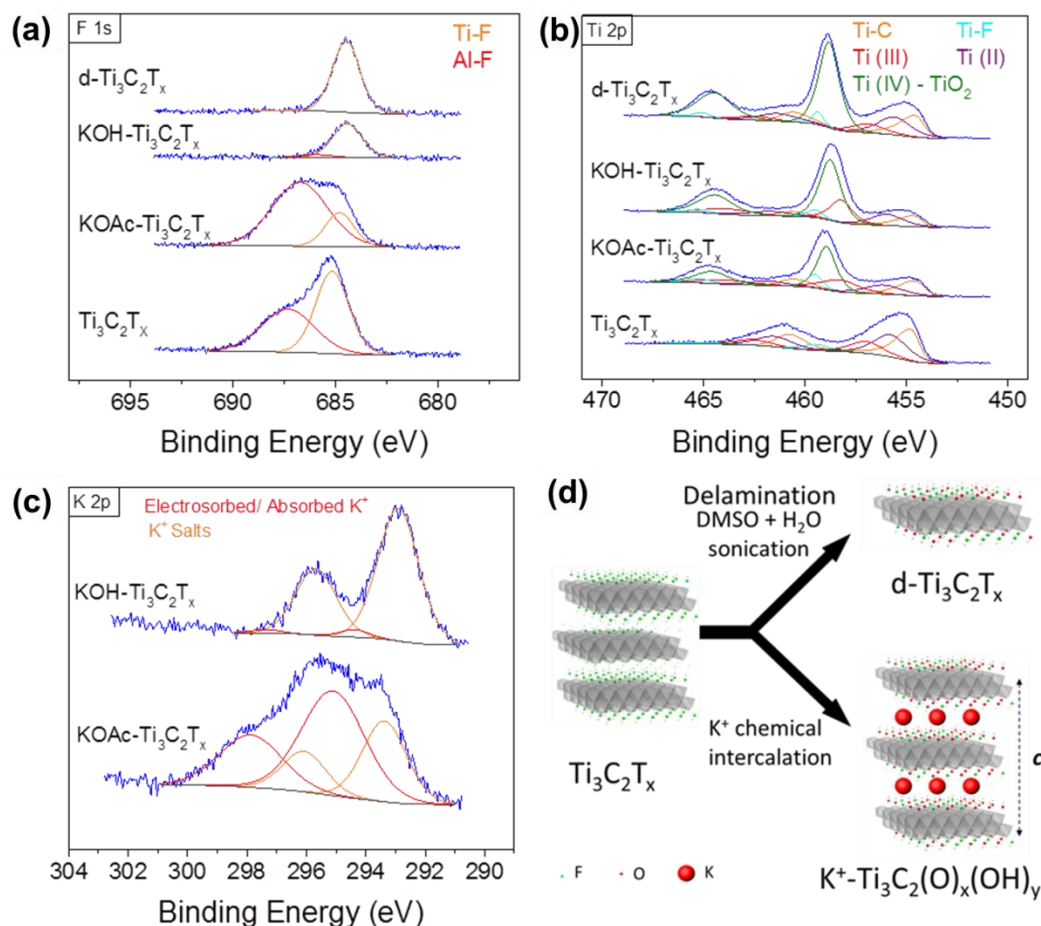 (a)
F 1s
Ti-F
Al-F
d-Ti₃C₂Tₓ
KOH-Ti₃C₂Tₓ
KOAc-Ti₃C₂Tₓ
Ti₃C₂Tₓ
695 690 685 680
Binding Energy (eV)
(b)
Ti 2p
Ti-C Ti-F
Ti (III) Ti (II)
Ti (IV) - TiO₂
d-Ti₃C₂Tₓ
KOH-Ti₃C₂Tₓ
KOAc-Ti₃C₂Tₓ
Ti₃C₂Tₓ
470 465 460 455 450
Binding Energy (eV)
(c)
K 2p
Electrosorbed/ Absorbed K⁺
K⁺ Salts
KOH-Ti₃C₂Tₓ
KOAc-Ti₃C₂Tₓ
304 302 300 298 296 294 292 290
Binding Energy (eV)
(d)
Delamination
DMSO + H₂O
sonication
d-Ti₃C₂Tₓ
Ti₃C₂Tₓ
K⁺ chemical
intercalation
F O K
K⁺-Ti₃C₂(O)ₓ(OH)ᵧ